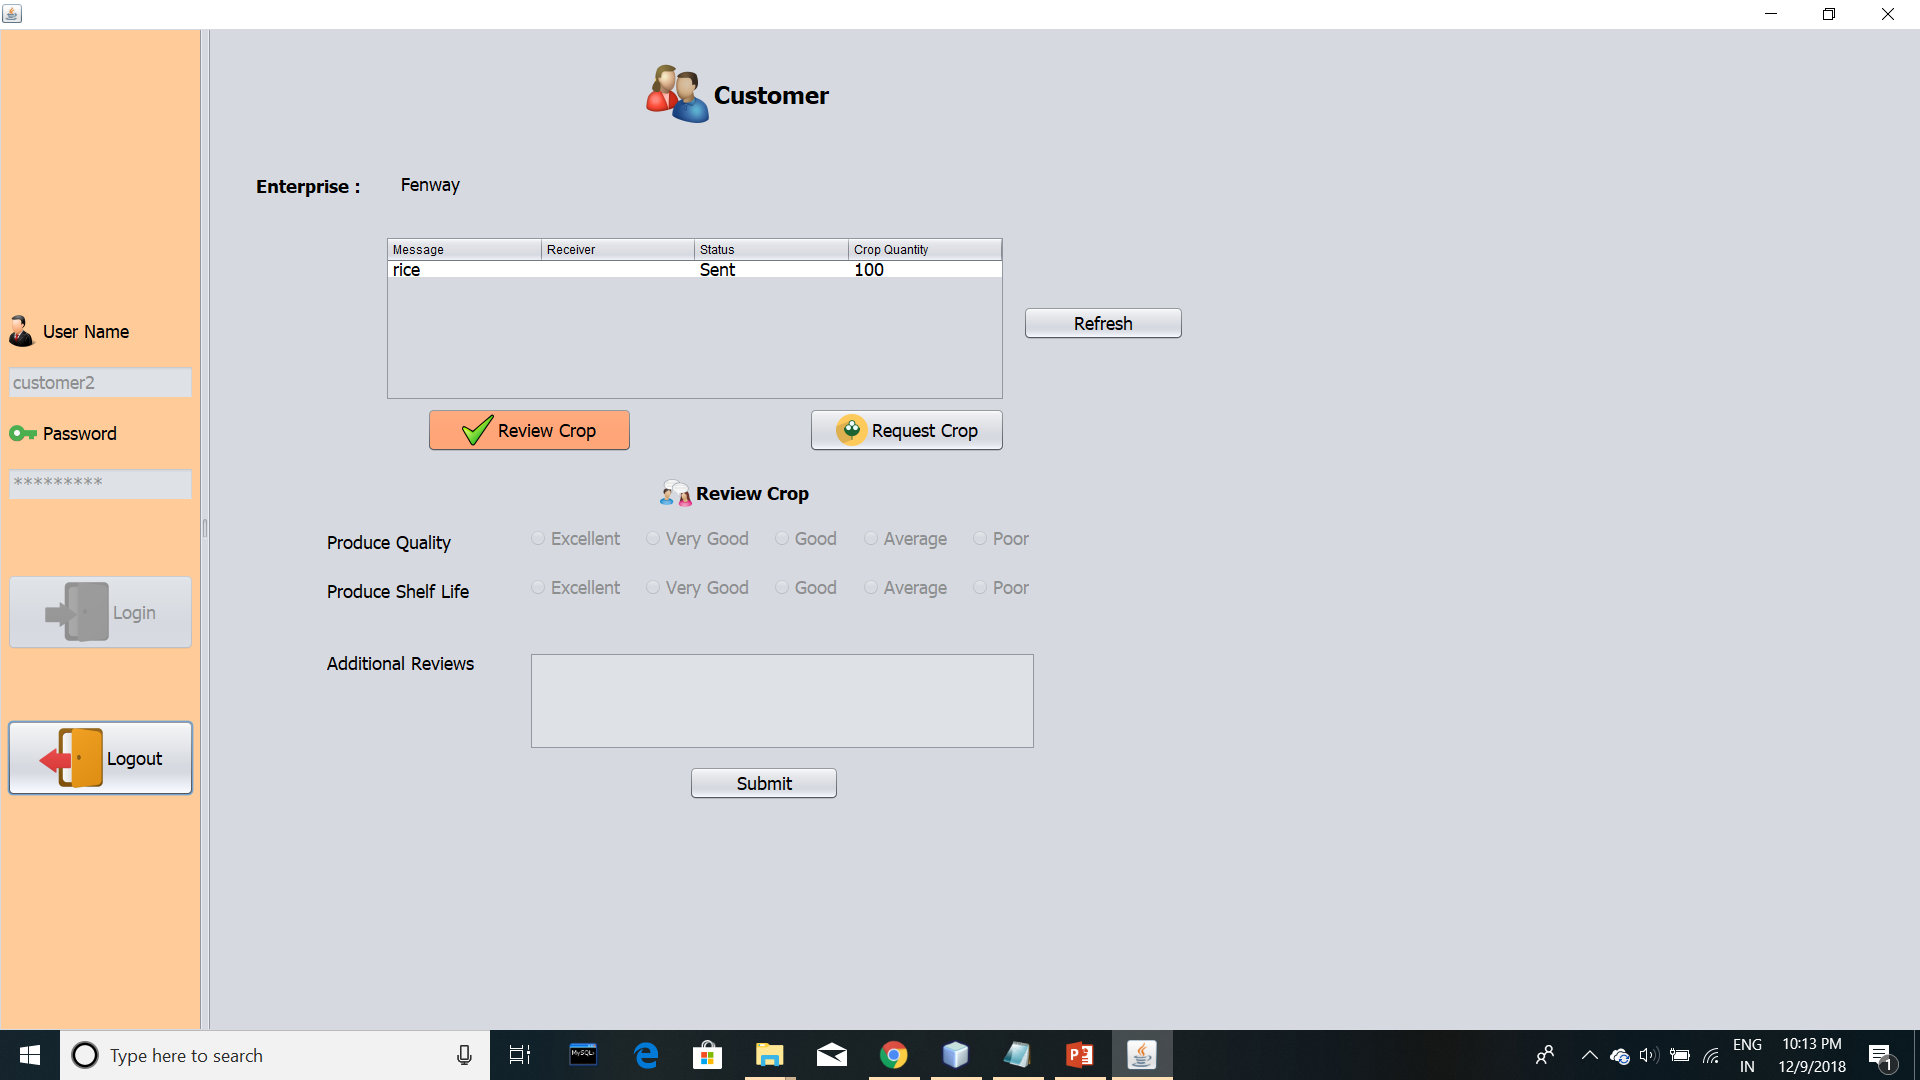 Customer
Enterprise : Fenway
Message Receiver Status Crop Quantity
rice Sent 100
Refresh
Review Crop Request Crop
User Name
customer2
Password
*********
Login
Logout
Review Crop
Produce Quality Excellent Very Good Good Average Poor
Produce Shelf Life Excellent Very Good Good Average Poor
Additional Reviews
Submit
Type here to search
ENG
IN
10:13 PM
12/9/2018
1